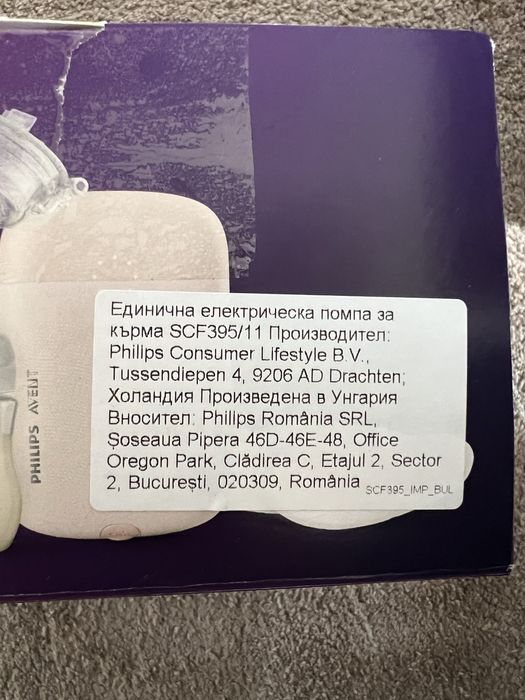 Единична електрическа помпа за
кърма SCF395/11 Производител:
Philips Consumer Lifestyle B.V.,
Tussendiepen 4, 9206 AD Drachten;
Холандия Произведена в Унгария
Вносител: Philips România SRL,
Șoseaua Pipera 46D-46E-48, Office
Oregon Park, Clădirea C, Etajul 2, Sector
2, București, 020309, România
SCF395_IMP_BUL
PHILIPS AVENT